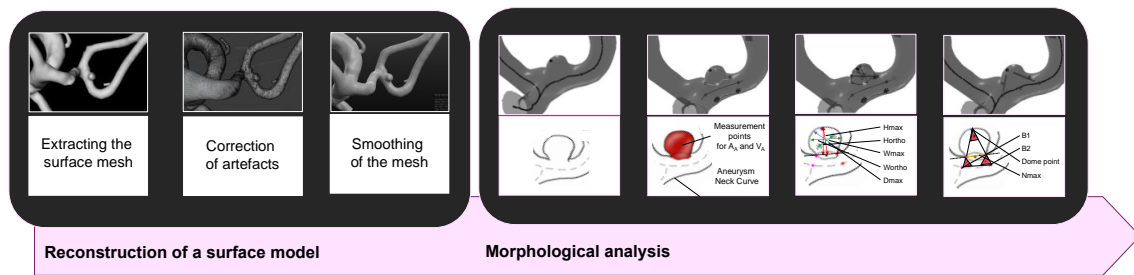 Extracting the
surface mesh
Correction
of artefacts
Smoothing
of the mesh
Measurement
points
for AA and VA
Aneurysm
Neck Curve
Hmax
Hortho
Wmax
Wortho
Dmax
B1
B2
Dome point
Nmax
Reconstruction of a surface model
Morphological analysis